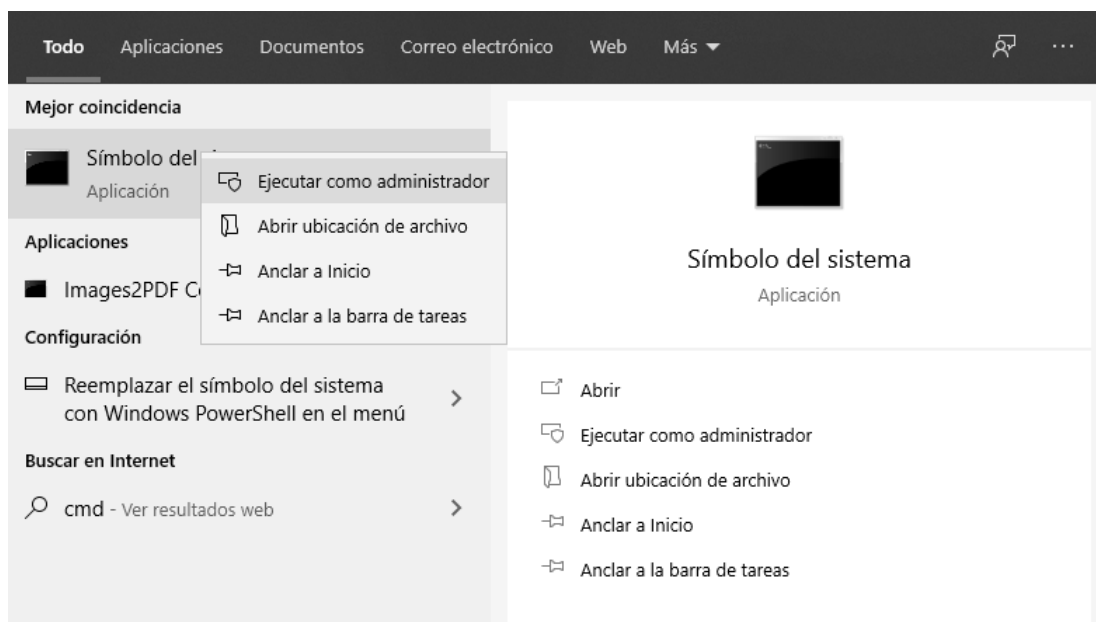 Todo Aplicaciones Documentos Correo electrónico Web Más
Mejor coincidencia
Símbolo del
Aplicación
Ejecutar como administrador
Abrir ubicación de archivo
Anclar a Inicio
Anclar a la barra de tareas
Aplicaciones
Images2PDF
Configuración
Reemplazar el símbolo del sistema
con Windows PowerShell en el menú
Buscar en Internet
cmd - Ver resultados web
Símbolo del sistema
Aplicación
Abrir
Ejecutar como administrador
Abrir ubicación de archivo
Anclar a Inicio
Anclar a la barra de tareas